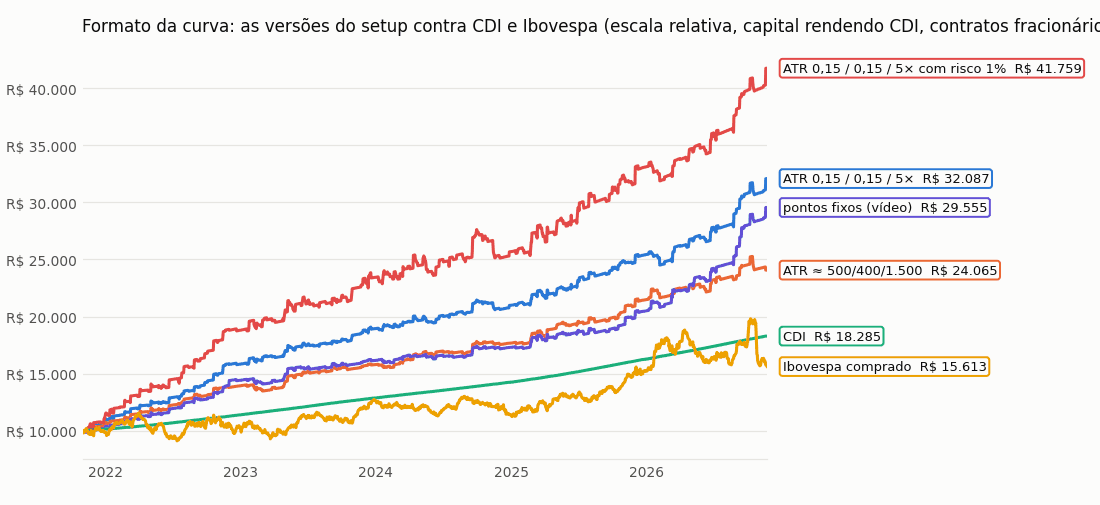 Formato da curva: as versões do setup contra CDI e Ibovespa (escala relativa, capital rendendo CDI, contratos fracionário
ATR 0,15 / 0,15 / 5× com risco 1% R$ 41.759
R$ 40.000
R$ 35.000
ATR 0,15 / 0,15 / 5× R$ 32.087
R$ 30.000
pontos fixos (vídeo) R$ 29.555
ATR ≈ 500/400/1.500 R$ 24.065
R$ 25.000
R$ 20.000
CDI R$ 18.285
Ibovespa comprado R$ 15.613
R$ 15.000
R$ 10.000
2022 2023 2024 2025 2026